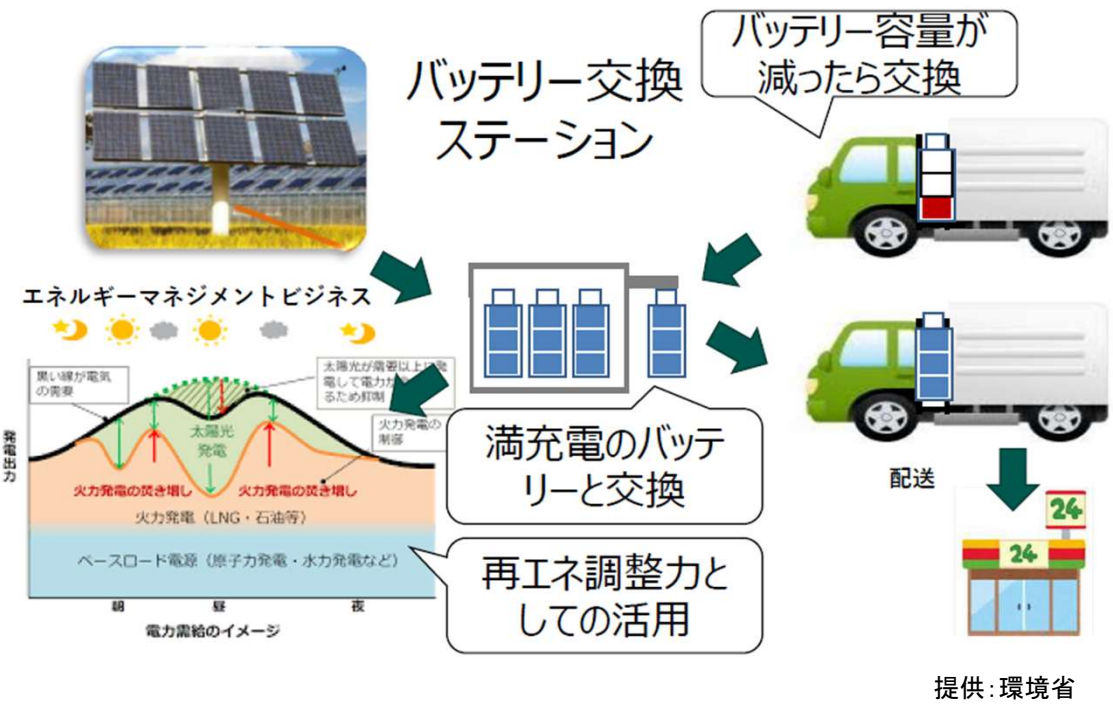 バッテリー交換
ステーション
バッテリー容量が
減ったら交換
エネルギーマネジメントビジネス
黒い線が電気
の需要
太陽光が需要以上に発
電して電力が
るため抑制
火力発電の
制御
発電出力
太陽光
発電
火力発電の焚き増し
火力発電の焚き増し
火力発電（LNG・石油等）
ベースロード電源（原子力発電・水力発電など）
朝
昼
夜
電力需給のイメージ
満充電のバッテ
リーと交換
再エネ調整力と
しての活用
配送
24
24
提供：環境省